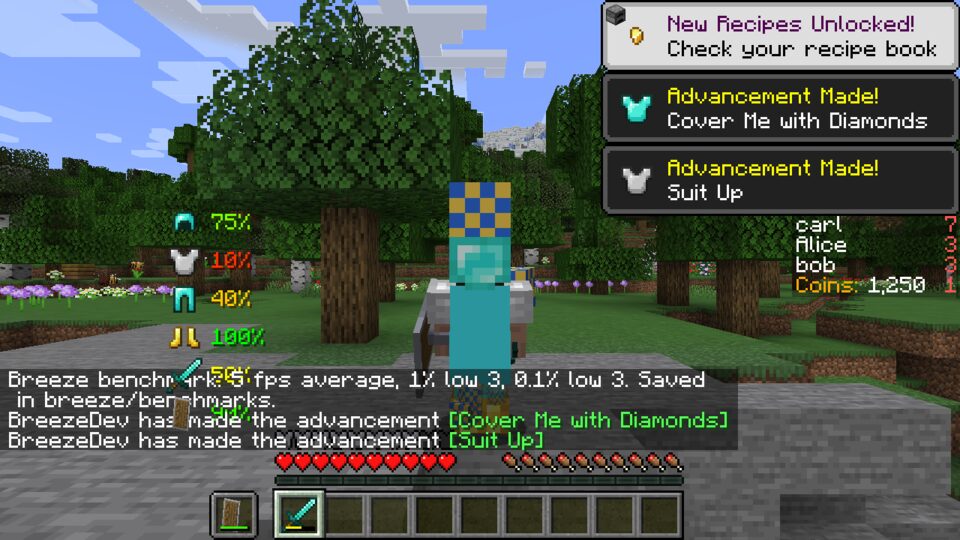 New Recipes Unlocked!
Check your recipe book
Advancement Made!
Cover Me with Diamonds
Advancement Made!
Suit Up
carl 7
Alice 3
bob 3
Coins: 1,250 1
75%
10%
40%
100%
Breeze benchmark: 5 fps average, 1% low 3, 0.1% low 3. Saved
in breeze/benchmarks.
BreezeDev has made the advancement [Cover Me with Diamonds]
BreezeDev has made the advancement [Suit Up]